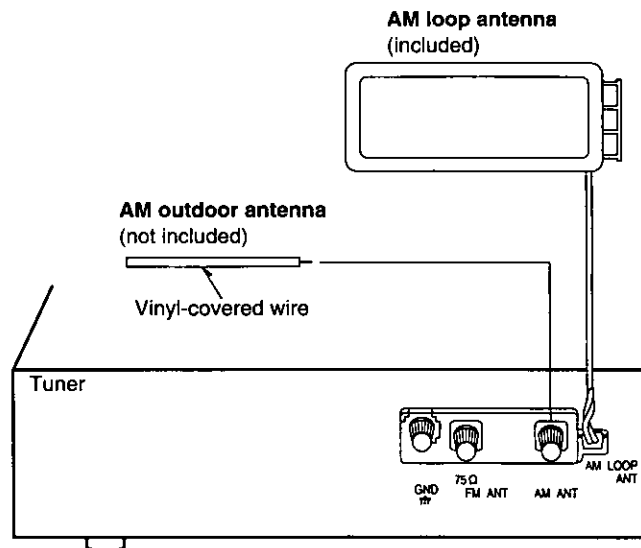 AM loop antenna
(included)
AM outdoor antenna
(not included)
Vinyl-covered wire
Tuner
AM LOOP
ANT
75Ω
GND
FM ANT
AM ANT